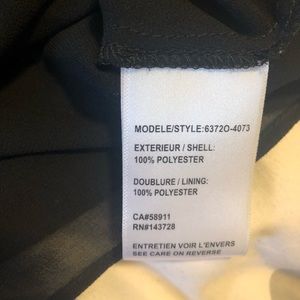 MODELE/STYLE:6372O-4073
EXTERIEUR / SHELL:
100% POLYESTER
DOUBLURE / LINING:
100% POLYESTER
CA#58911
RN#143728
ENTRETIEN VOIR L'ENVERS
SEE CARE ON REVERSE